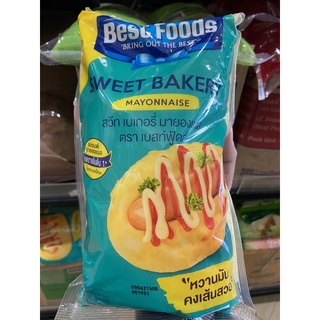 Best Foods
'BRING OUT THE BEST'
SWEET BAKERY
MAYONNAISE
สวีท เบเกอรี่ มายองเนส
ตรา เบสท์ฟู้ดส์
"หวานมัน
คงเส้นสวย"
090421MB
051021